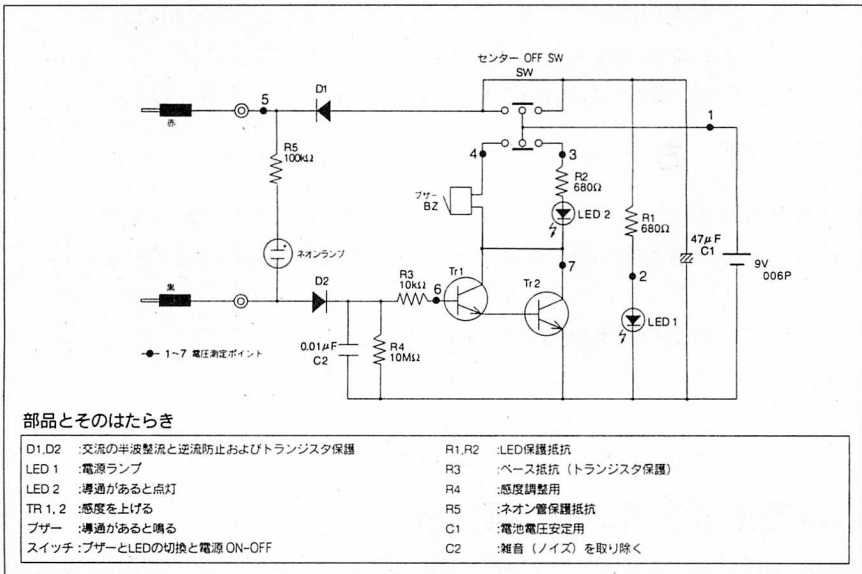 センター OFF SW
SW
D1
5
赤
1
4
3
R5
100kΩ
R2
680Ω
ブザー
BZ
LED 2
R1
680Ω
47μF
C1
9V
006P
ネオンランプ
7
Tr1
Tr2
2
黒
D2
R3
10kΩ
6
LED 1
0.01μF
C2
R4
10MΩ
1~7 電圧測定ポイント
部品とそのはたらき
D1,D2 :交流の半波整流と逆流防止およびトランジスタ保護
LED 1 :電源ランプ
LED 2 :導通があると点灯
TR 1, 2 :感度を上げる
ブザー :導通があると鳴る
スイッチ :ブザーとLEDの切換と電源 ON-OFF
R1,R2 :LED保護抵抗
R3 :ベース抵抗(トランジスタ保護)
R4 :感度調整用
R5 :ネオン管保護抵抗
C1 :電池電圧安定用
C2 :雑音(ノイズ)を取り除く